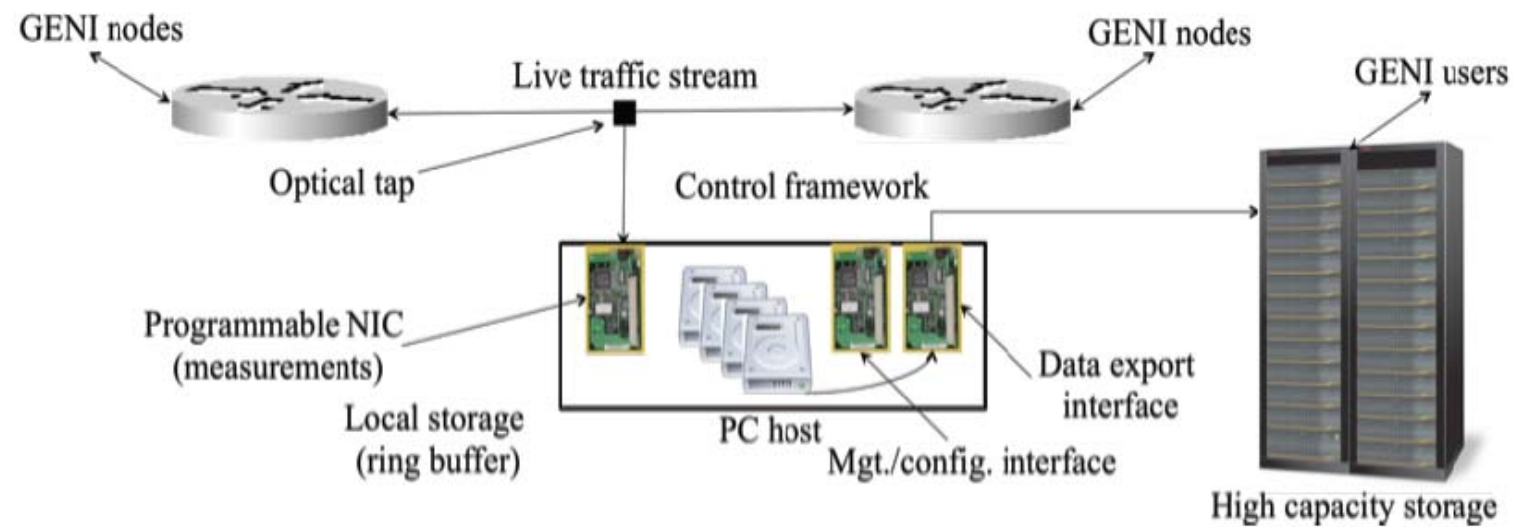 GENI nodes
GENI nodes
Live traffic stream
GENI users
Optical tap
Control framework
Programmable NIC
(measurements)
Data export
interface
Local storage
(ring buffer)
PC host
Mgt./config. interface
High capacity storage